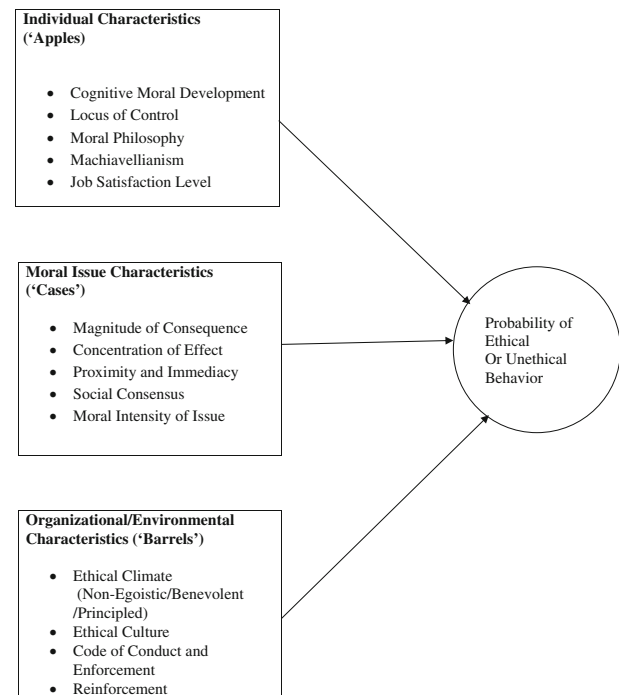 Individual Characteristics
(‘Apples)
• Cognitive Moral Development
• Locus of Control
• Moral Philosophy
• Machiavellianism
• Job Satisfaction Level
Moral Issue Characteristics
(‘Cases’)
• Magnitude of Consequence
• Concentration of Effect
• Proximity and Immediacy
• Social Consensus
• Moral Intensity of Issue
Probability of
Ethical
Or Unethical
Behavior
Organizational/Environmental
Characteristics (‘Barrels’)
• Ethical Climate
(Non-Egoistic/Benevolent
/Principled)
• Ethical Culture
• Code of Conduct and
Enforcement
• Reinforcement